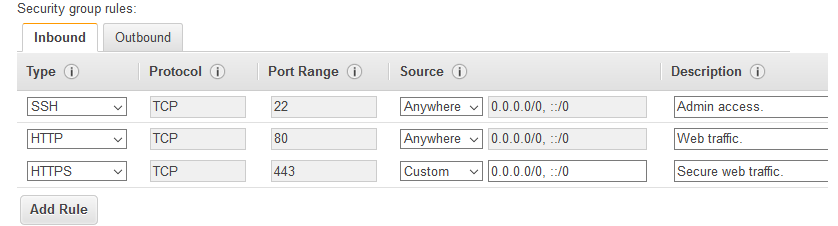 Security group rules:
Inbound Outbound
Type i Protocol i Port Range i Source i Description i
SSH TCP 22 Anywhere 0.0.0.0/0, ::/0 Admin access.
HTTP TCP 80 Anywhere 0.0.0.0/0, ::/0 Web traffic.
HTTPS TCP 443 Custom 0.0.0.0/0, ::/0 Secure web traffic.
Add Rule